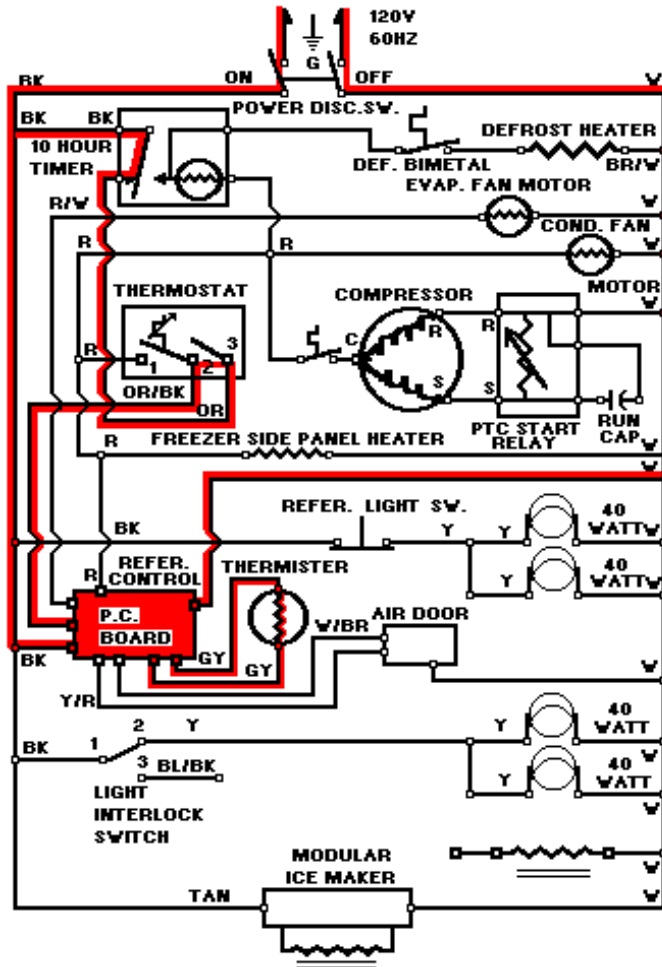 120V
60HZ
G
BK
ON
OFF
W
POWER DISC.SW.
BK
BK
10 HOUR
TIMER
DEFROST HEATER
DEF. BIMETAL
BR/W
R/W
EVAP. FAN MOTOR
W
COND. FAN
R
R
W
MOTOR
THERMOSTAT
COMPRESSOR
W
3
R
1
2
C
R
R
OR/BK
S
S
OR
PTC START
RELAY
RUN
CAP
R
FREEZER SIDE PANEL HEATER
W
W
REFER. LIGHT SW.
BK
Y
Y
40
WATT
W
REFER.
CONTROL
THERMISTER
40
WATT
W
Y
R
P.C.
BOARD
W/BR
AIR DOOR
BK
GY
GY
W
Y/R
2
Y
Y
40
WATT
BK
1
W
3
BL/BK
40
WATT
Y
LIGHT
INTERLOCK
SWITCH
W
MODULAR
ICE MAKER
W
TAN
W